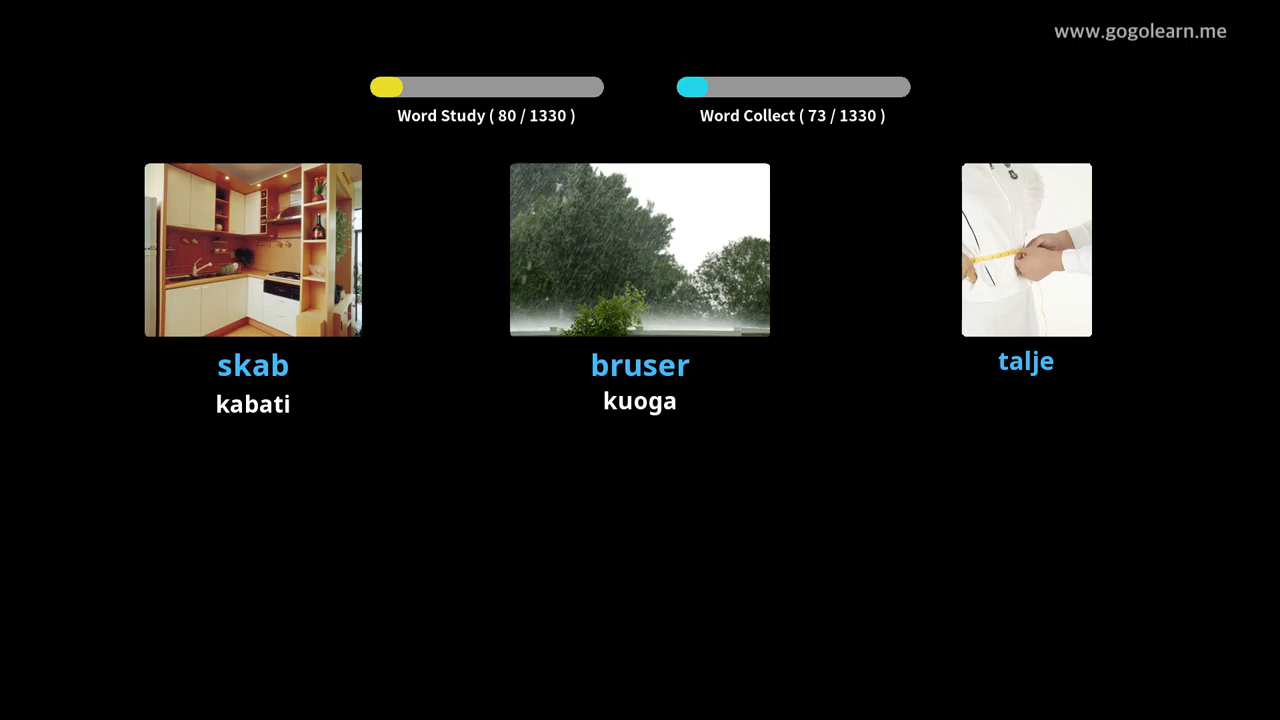 www.gogolearn.me
Word Study ( 80 / 1330 )
Word Collect ( 73 / 1330 )
skab
kabati
bruser
kuoga
talje